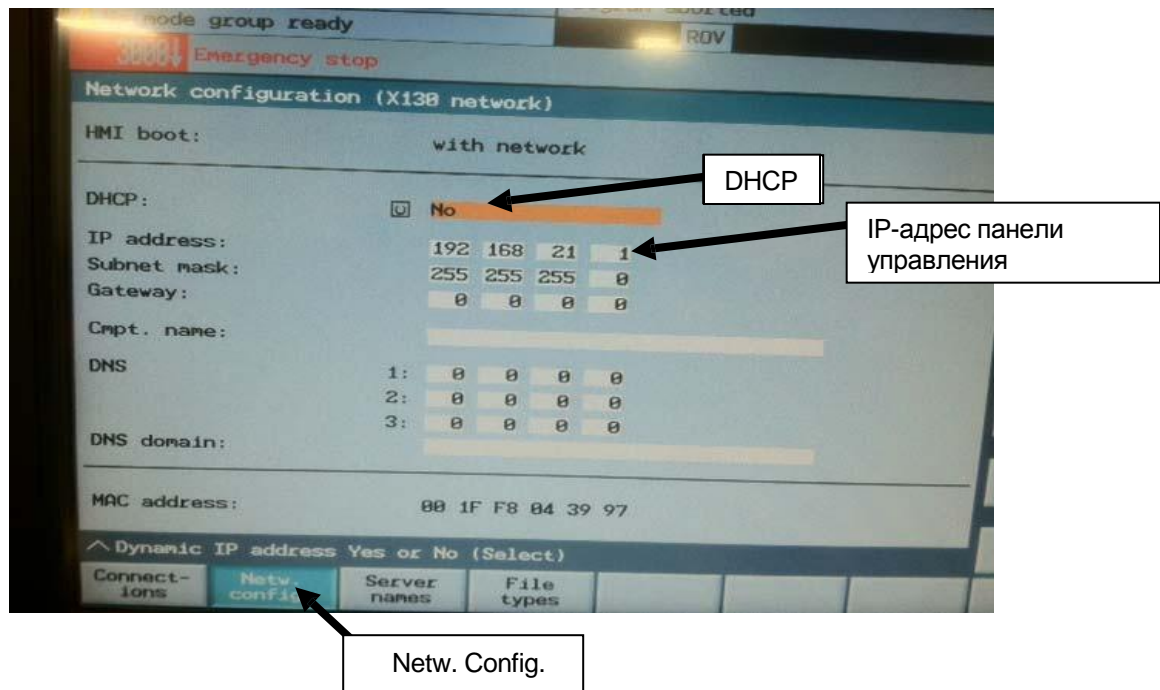 mode group ready
ROV
Emergency stop
Network configuration (X130 network)
HMI boot: with network
DHCP
DHCP: No
IP-адрес панели
управления
IP address: 192 168 21 1
Subnet mask: 255 255 255 0
Gateway: 0 0 0 0
Cmpt. name:
DNS 1: 0 0 0 0
2: 0 0 0 0
3: 0 0 0 0
DNS domain:
MAC address: 00 1F F8 04 39 97
Dynamic IP address Yes or No (Select)
Connect- Netw. Server File
ions config. names types
Netw. Config.